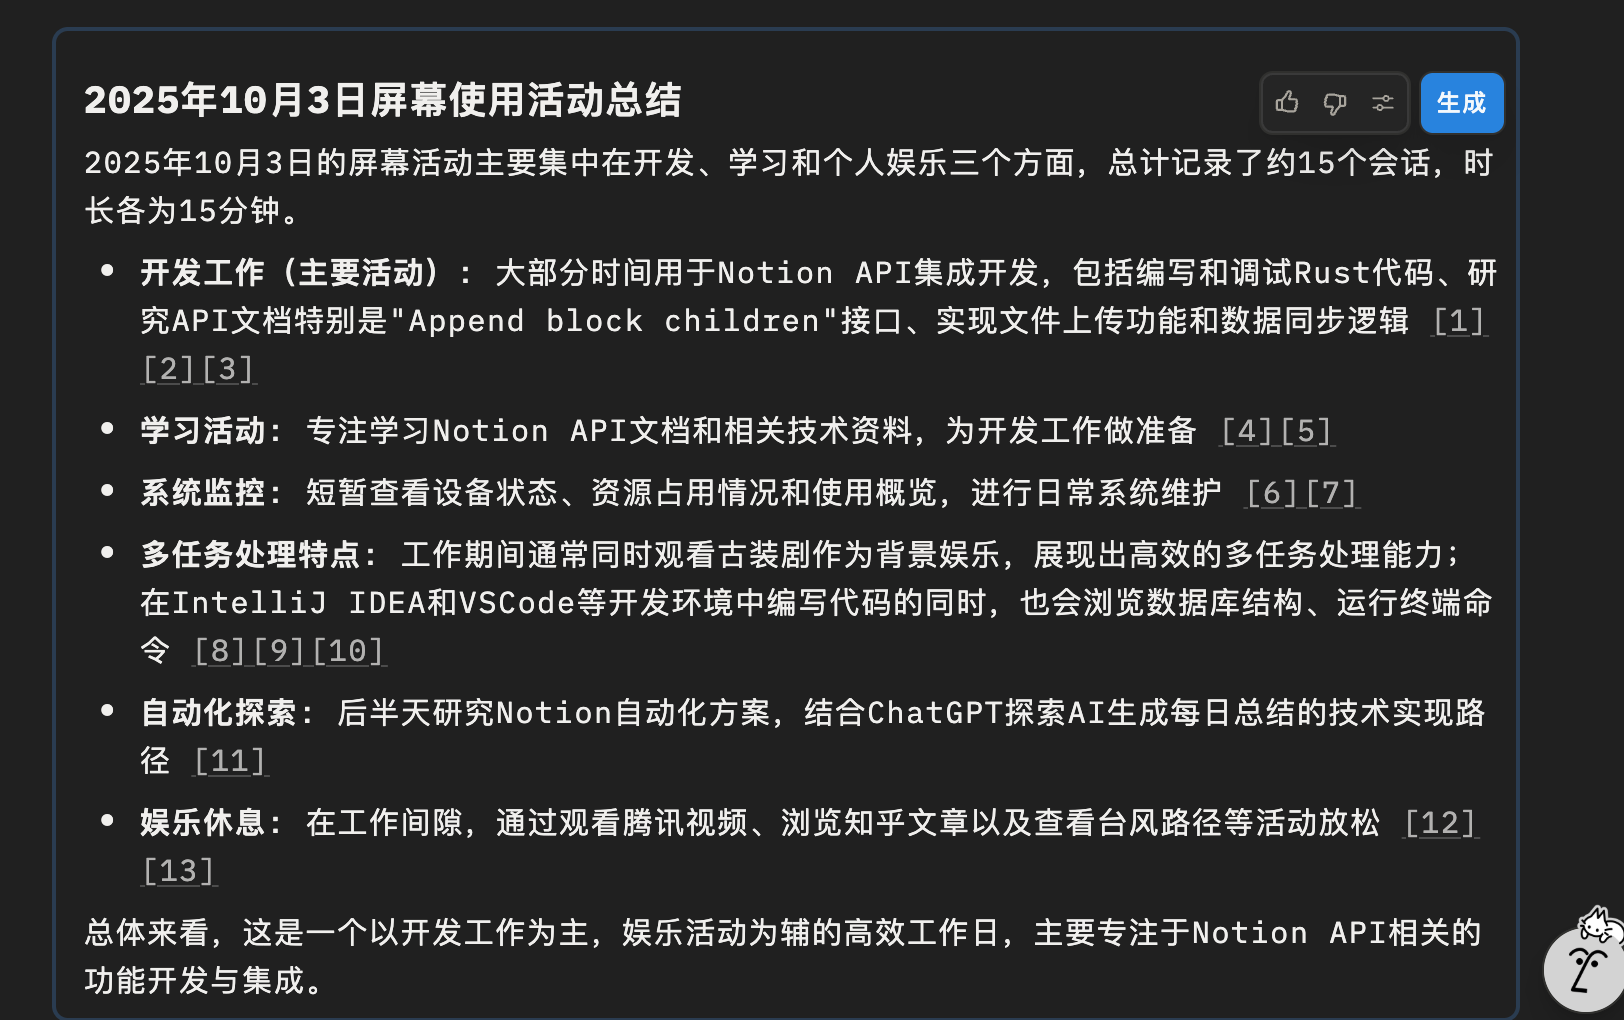 2025年10月3日屏幕使用活动总结
生成
2025年10月3日的屏幕活动主要集中在开发、学习和个人娱乐三个方面，总计记录了约15个会话，时
长各为15分钟。
• 开发工作（主要活动）： 大部分时间用于Notion API集成开发，包括编写和调试Rust代码、研
究API文档特别是"Append block children"接口、实现文件上传功能和数据同步逻辑 [1]
[2][3]
• 学习活动： 专注学习Notion API文档和相关技术资料，为开发工作做准备 [4][5]
• 系统监控： 短暂查看设备状态、资源占用情况和使用概览，进行日常系统维护 [6][7]
• 多任务处理特点： 工作期间通常同时观看古装剧作为背景娱乐，展现出高效的多任务处理能力；
在IntelliJ IDEA和VSCode等开发环境中编写代码的同时，也会浏览数据库结构、运行终端命
令 [8][9][10]
• 自动化探索： 后半天研究Notion自动化方案，结合ChatGPT探索AI生成每日总结的技术实现路
径 [11]
• 娱乐休息： 在工作间隙，通过观看腾讯视频、浏览知乎文章以及查看台风路径等活动放松 [12]
[13]
总体来看，这是一个以开发工作为主，娱乐活动为辅的高效工作日，主要专注于Notion API相关的
功能开发与集成。